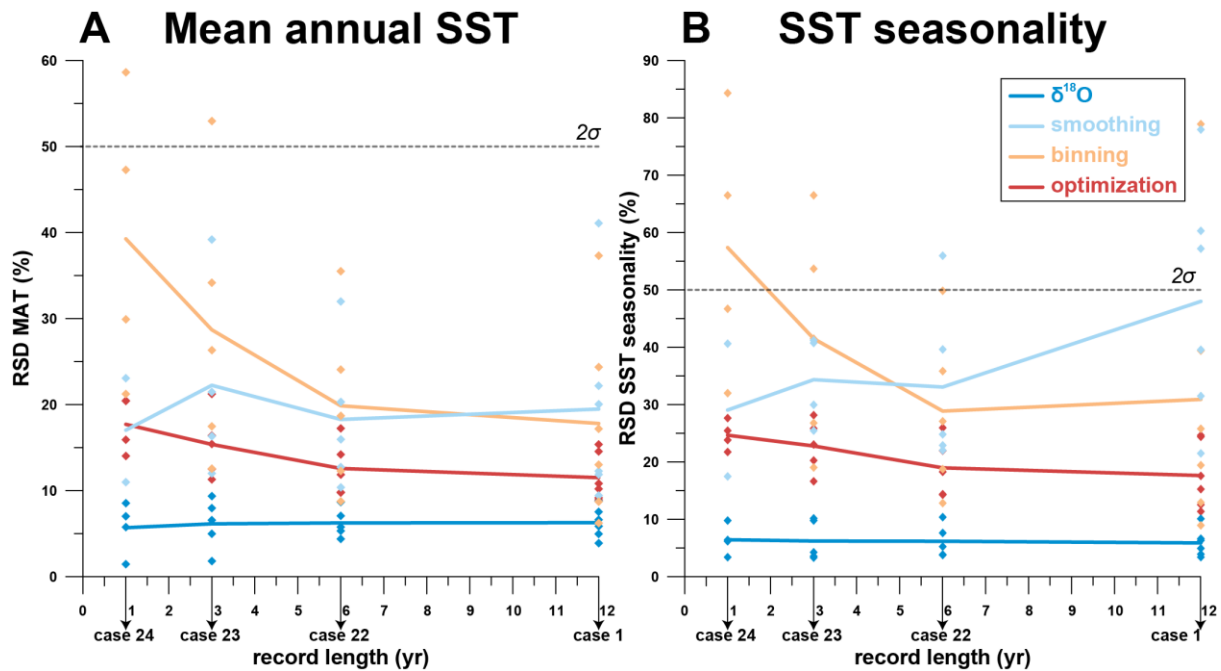 A Mean annual SST
60
50
40
30
20
10
0
RSD MAT (%)
2σ
0 1 2 3 4 5 6 7 8 9 10 11 12
case 24 case 23 case 22 case 1
record length (yr)
B SST seasonality
90
80
70
60
50
40
30
20
10
0
RSD SST seasonality (%)
δ18O
smoothing
binning
optimization
2σ
0 1 2 3 4 5 6 7 8 9 10 11 12
case 24 case 23 case 22 case 1
record length (yr)